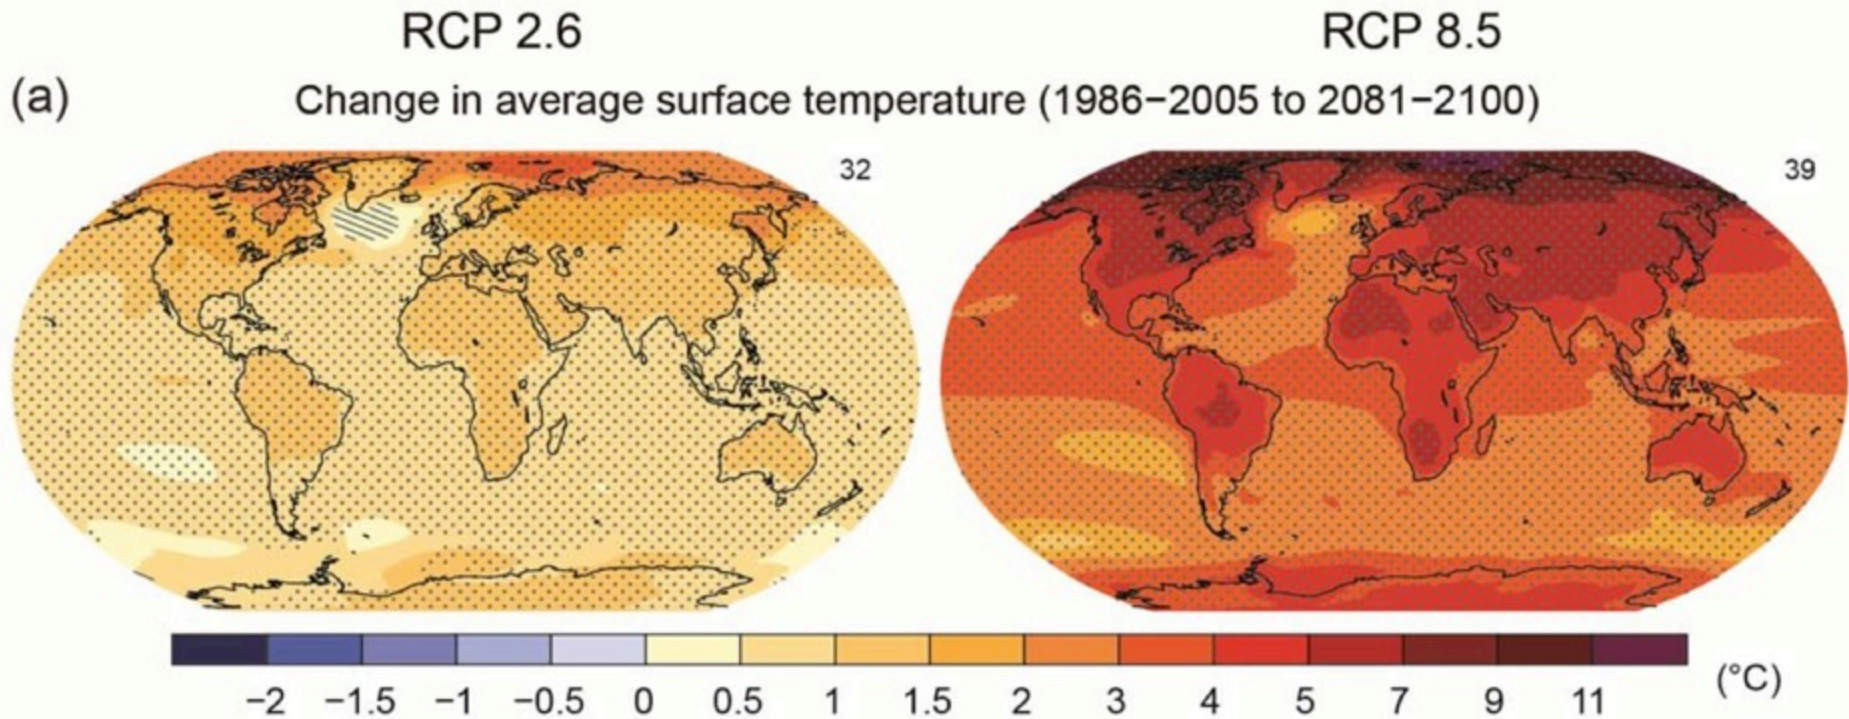 RCP 2.6 RCP 8.5
(a) Change in average surface temperature (1986−2005 to 2081−2100)
32 39
−2 −1.5 −1 −0.5 0 0.5 1 1.5 2 3 4 5 7 9 11 (°C)